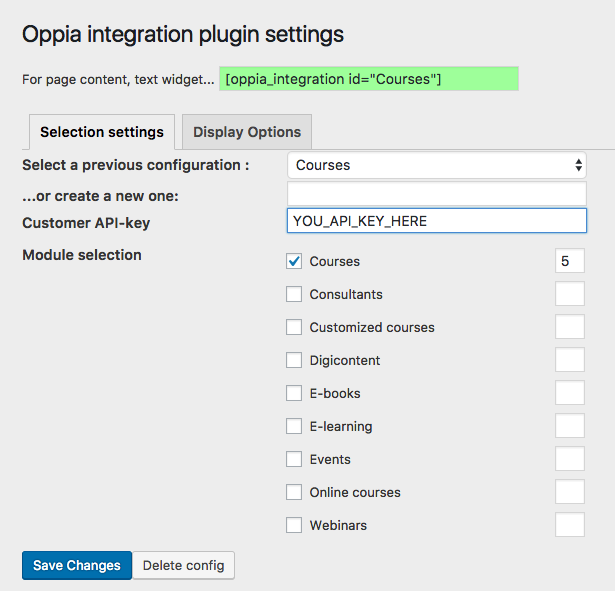 Oppia integration plugin settings
For page content, text widget... [oppia_integration id="Courses"]
Selection settings Display Options
Select a previous configuration : Courses
...or create a new one:
Customer API-key YOU_API_KEY_HERE
Module selection
Courses 5
Consultants
Customized courses
Digicontent
E-books
E-learning
Events
Online courses
Webinars
Save Changes Delete config